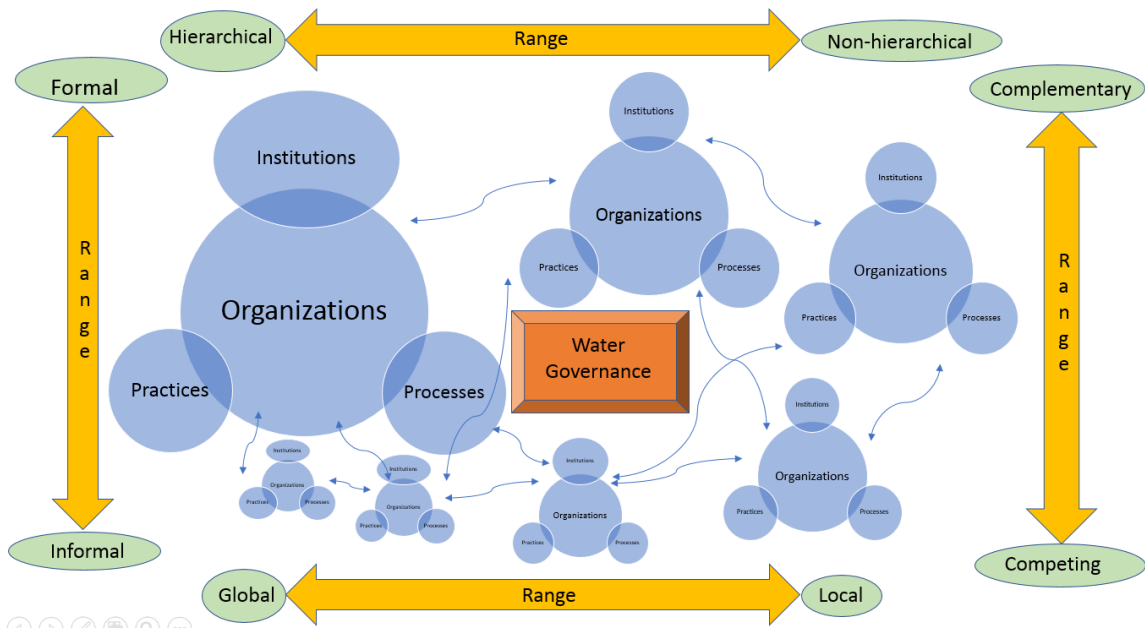 Hierarchical
Range
Non-hierarchical
Formal
Complementary
Institutions
Organizations
Practices
Processes
Institutions
Organizations
Practices
Processes
Institutions
Organizations
Practices
Processes
Range
Range
Water
Governance
Institutions
Organizations
Practices
Processes
Institutions
Organizations
Practices
Processes
Institutions
Organizations
Practices
Processes
Institutions
Organizations
Practices
Processes
Informal
Competing
Global
Range
Local